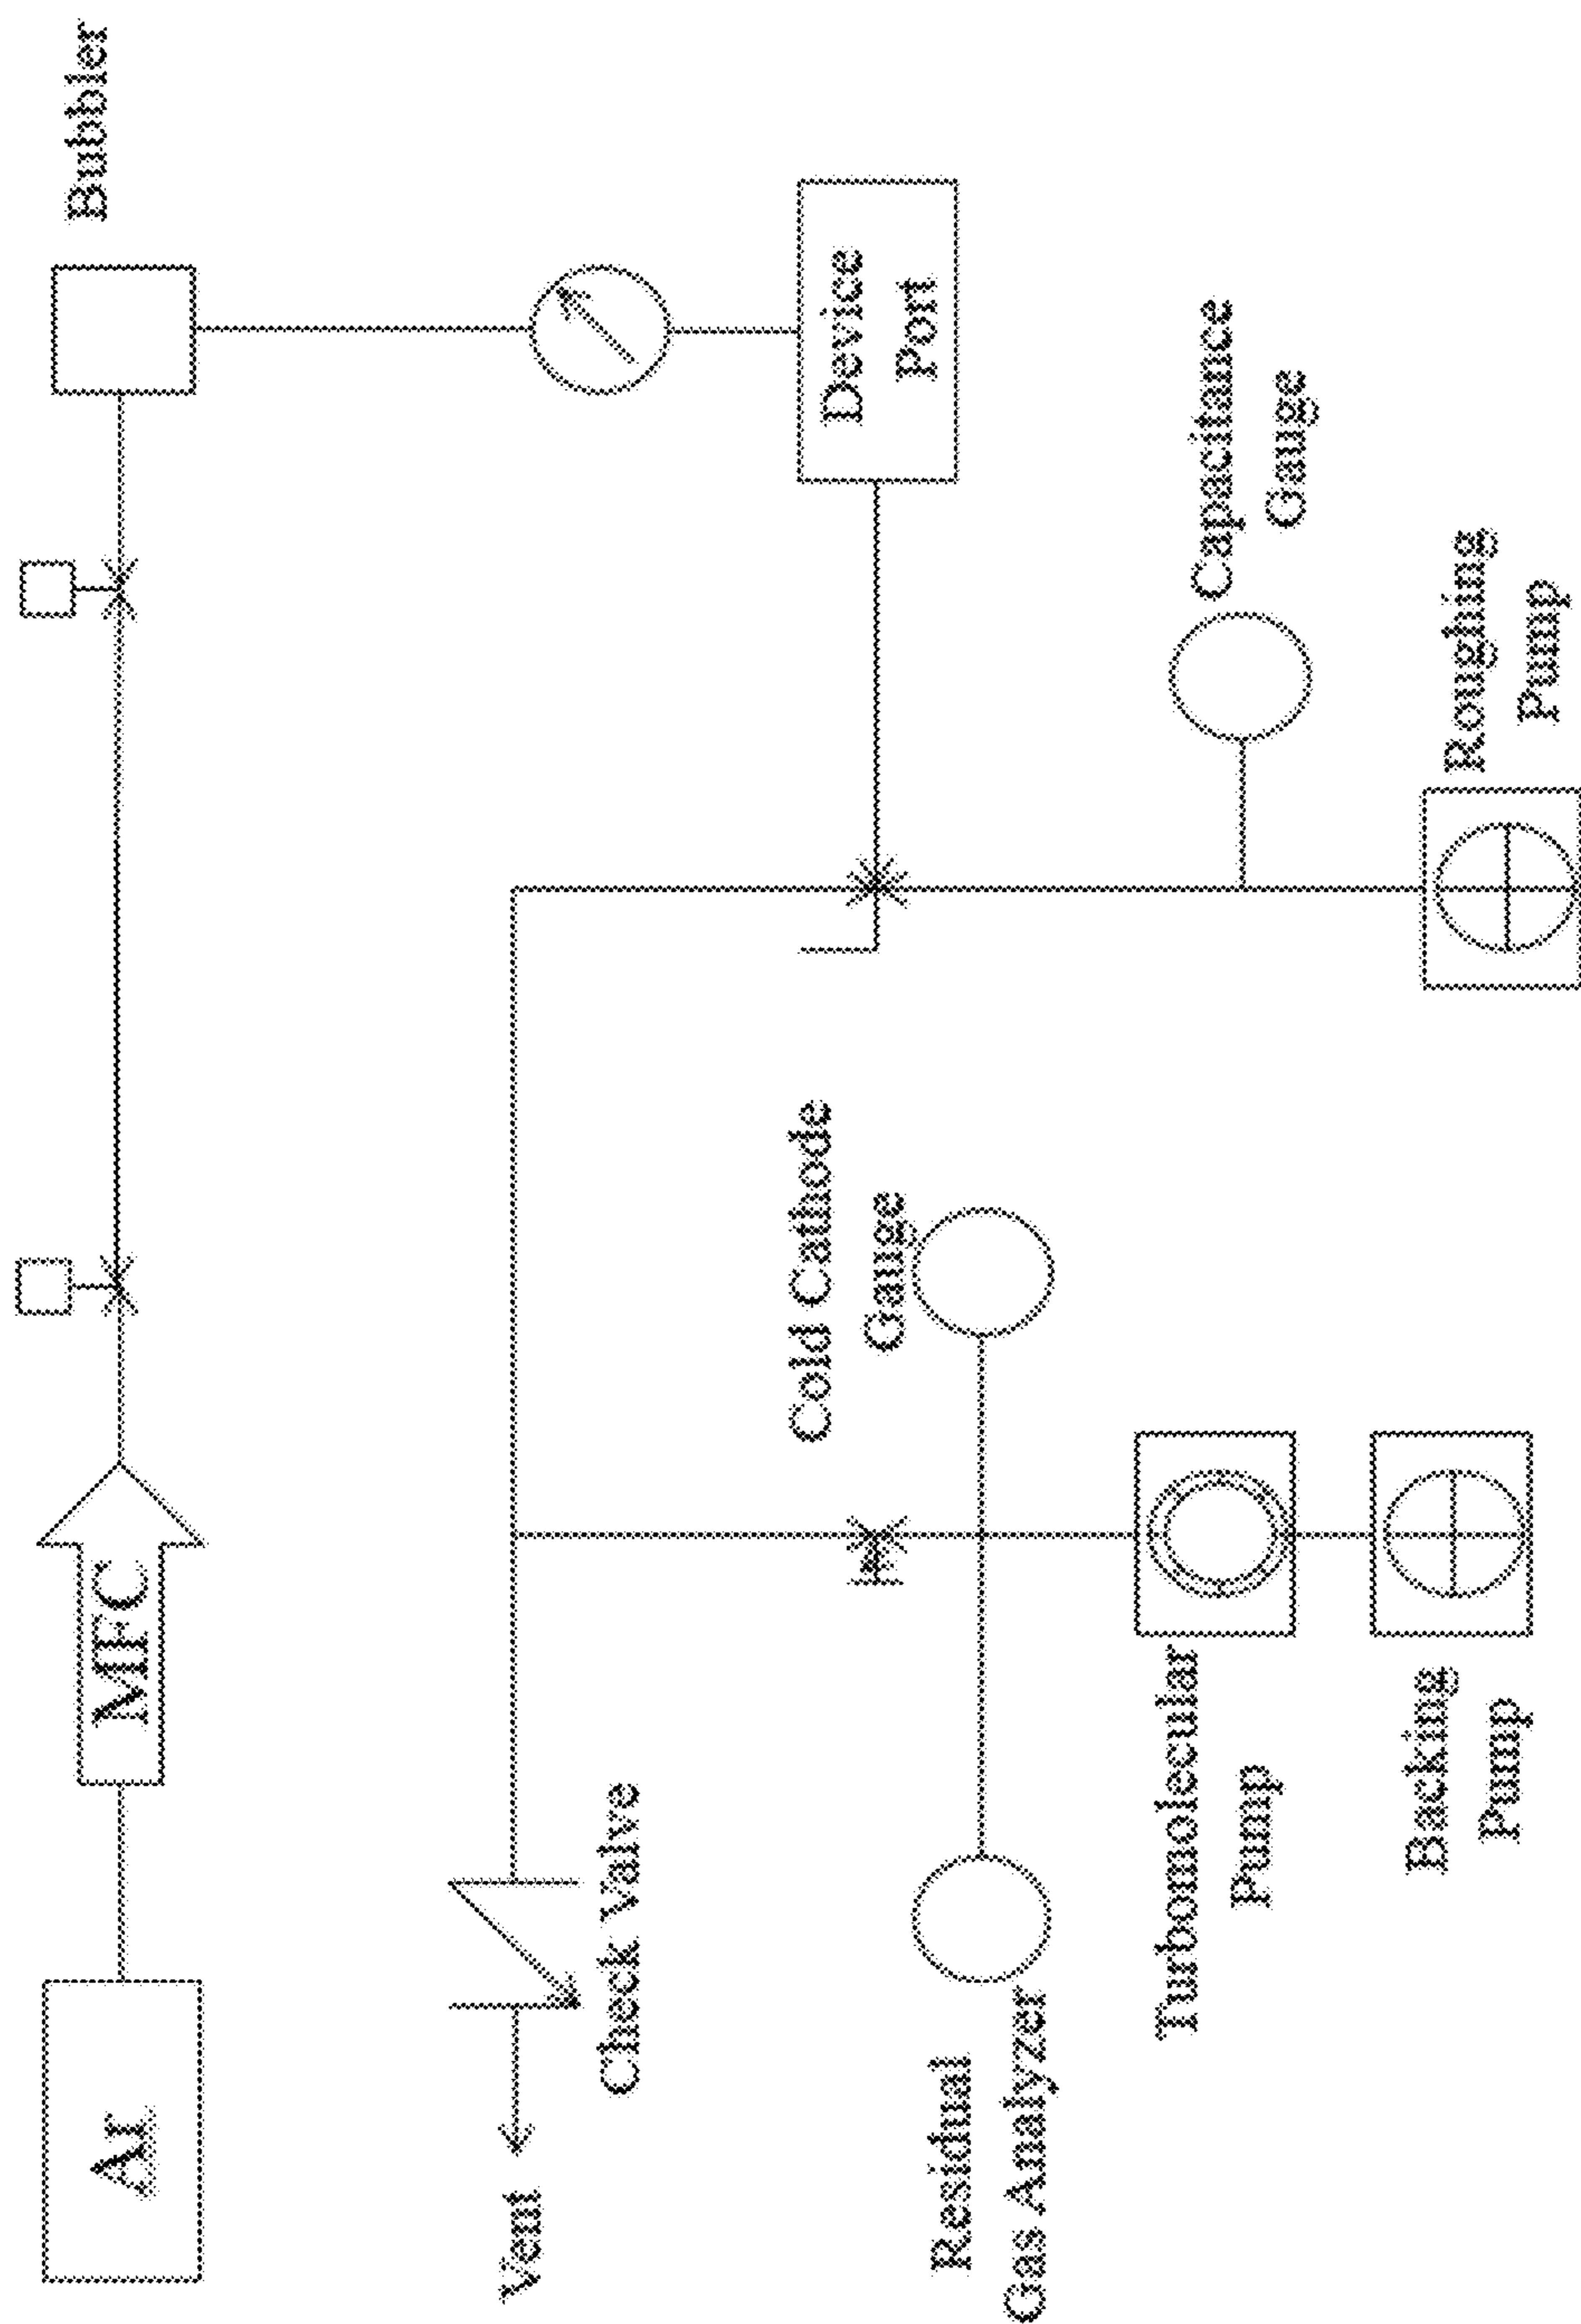 Ar
MFC
Bubbler
Vent
Check Valve
Device
Port
Cold Cathode
Gauge
Residual
Gas Analyzer
Capacitance
Gauge
Turbomolecular
Pump
Backing
Pump
Roughing
Pump